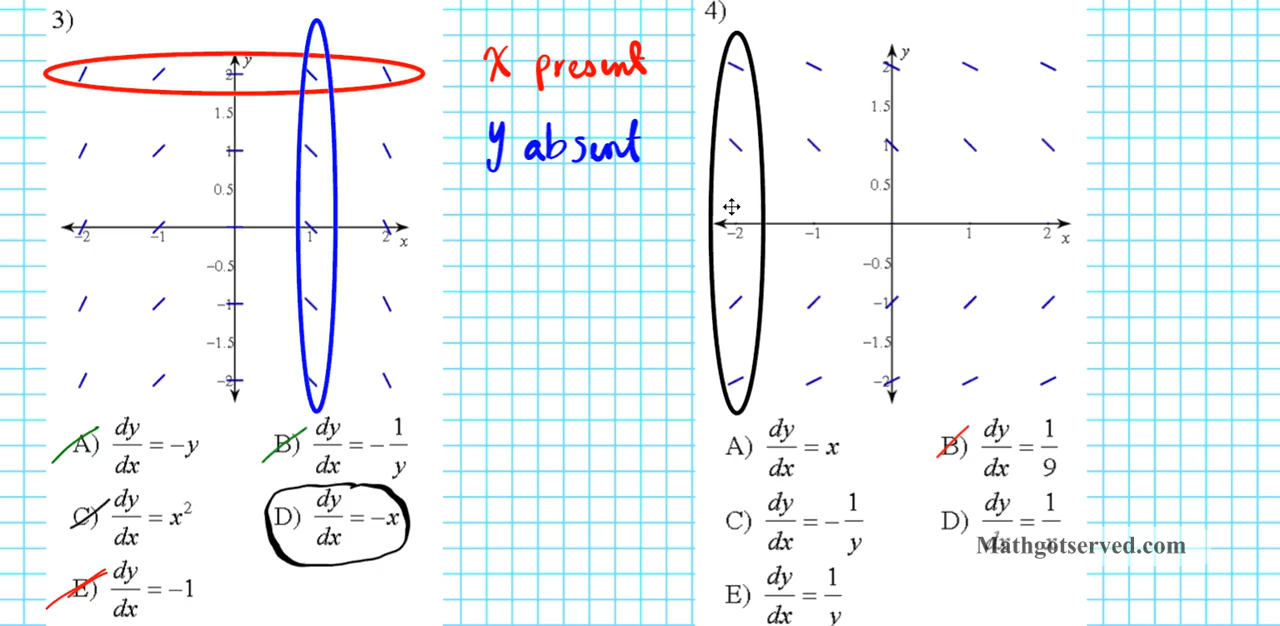 3)
y
2
1.5
1
0.5
−2 −1 1 2 x
−0.5
−1
−1.5
−2
x present
y absent
A) dy/dx = −y
B) dy/dx = −1/y
C) dy/dx = x²
D) dy/dx = −x
E) dy/dx = −1
4)
y
2
1.5
1
0.5
−2 −1 1 2 x
−0.5
−1
−1.5
−2
A) dy/dx = x
B) dy/dx = 1/9
C) dy/dx = −1/y
D) dy/dx = 1/
Mathgotserved.com
E) dy/dx = 1/y